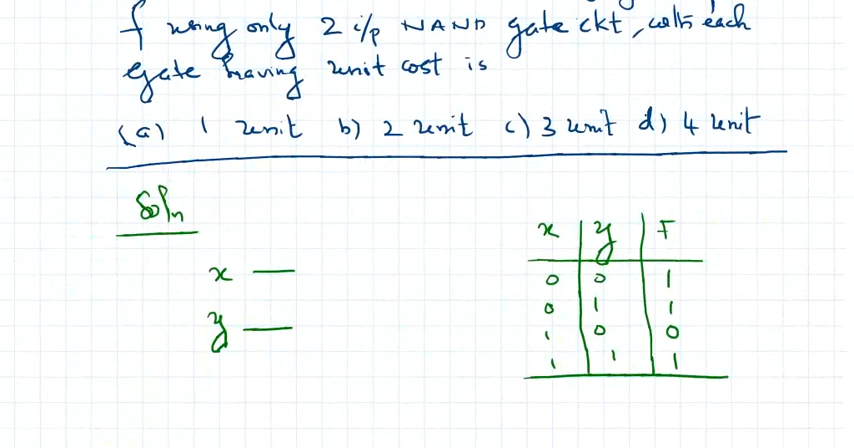 f using only 2 i/p NAND gate ckt, with each
gate having unit cost is
(a) 1 unit b) 2 unit c) 3 unit d) 4 unit
Soln
x y F
x
0 0 1
0 1 1
y
1 0 0
1 1 1